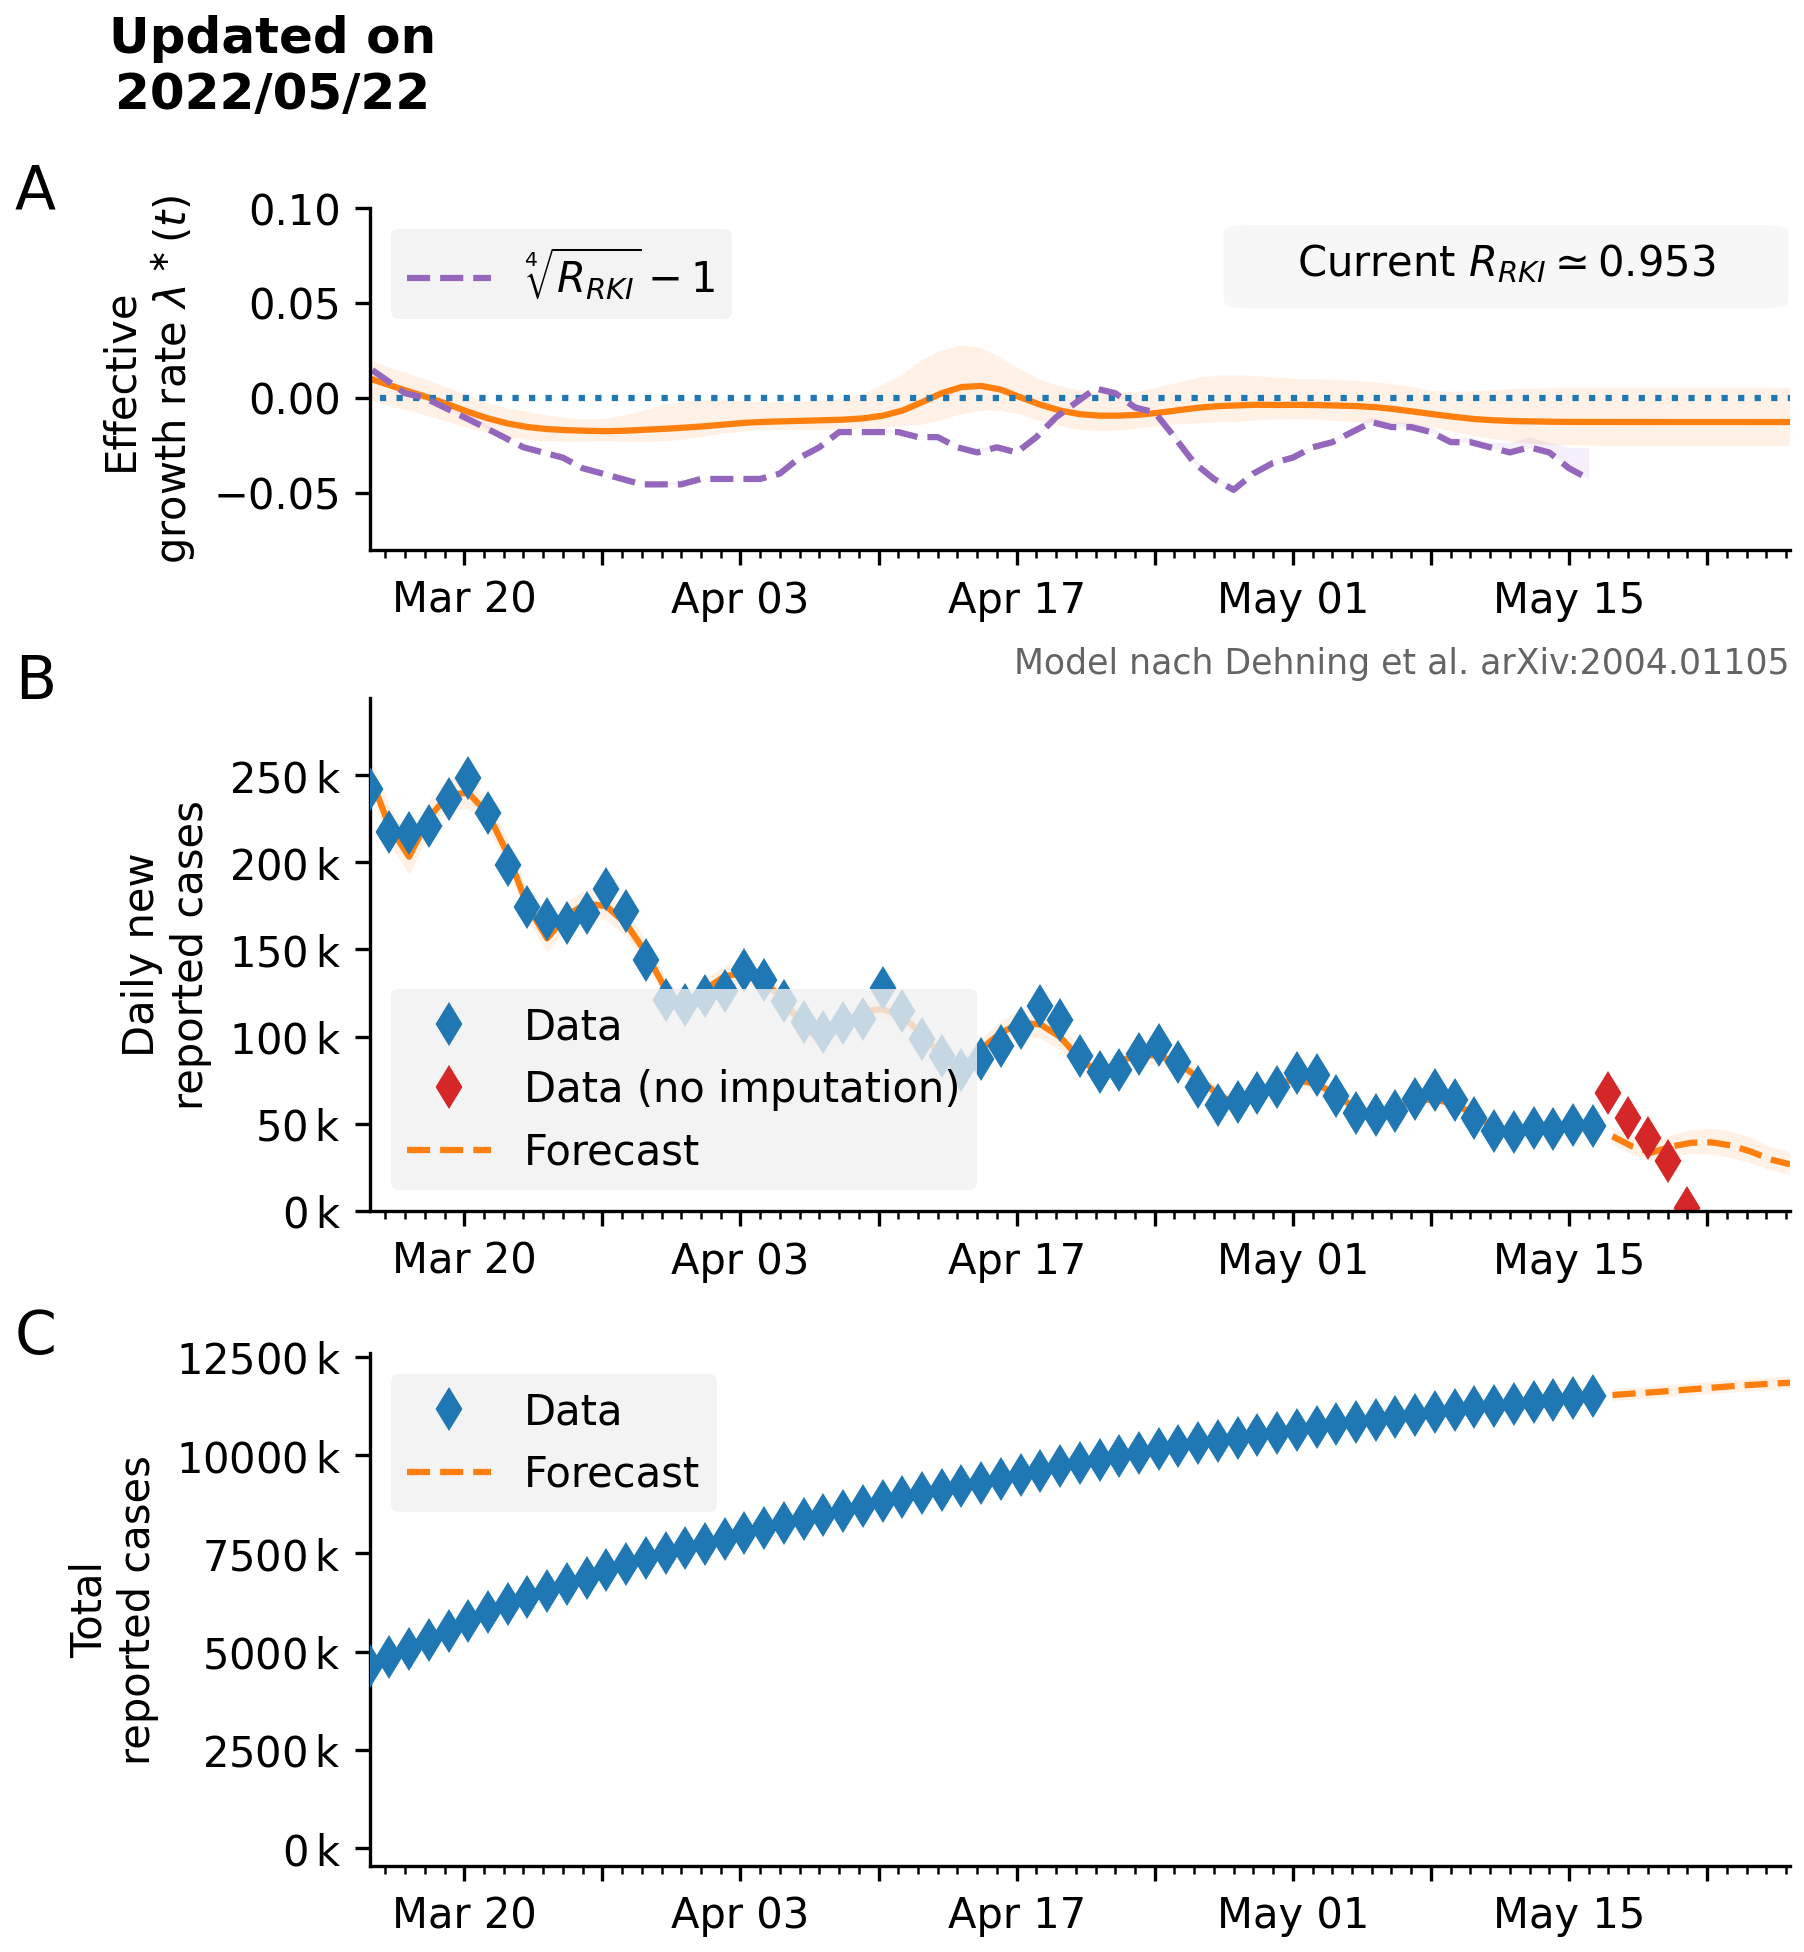 Updated on
2022/05/22
A
Effective
growth rate λ * (t)
0.10
0.05
0.00
−0.05
∜R_RKI − 1
Current R_RKI ≃ 0.953
Mar 20 Apr 03 Apr 17 May 01 May 15
Model nach Dehning et al. arXiv:2004.01105
B
Daily new
reported cases
250 k
200 k
150 k
100 k
50 k
0 k
Data
Data (no imputation)
Forecast
Mar 20 Apr 03 Apr 17 May 01 May 15
C
Total
reported cases
12500 k
10000 k
7500 k
5000 k
2500 k
0 k
Data
Forecast
Mar 20 Apr 03 Apr 17 May 01 May 15